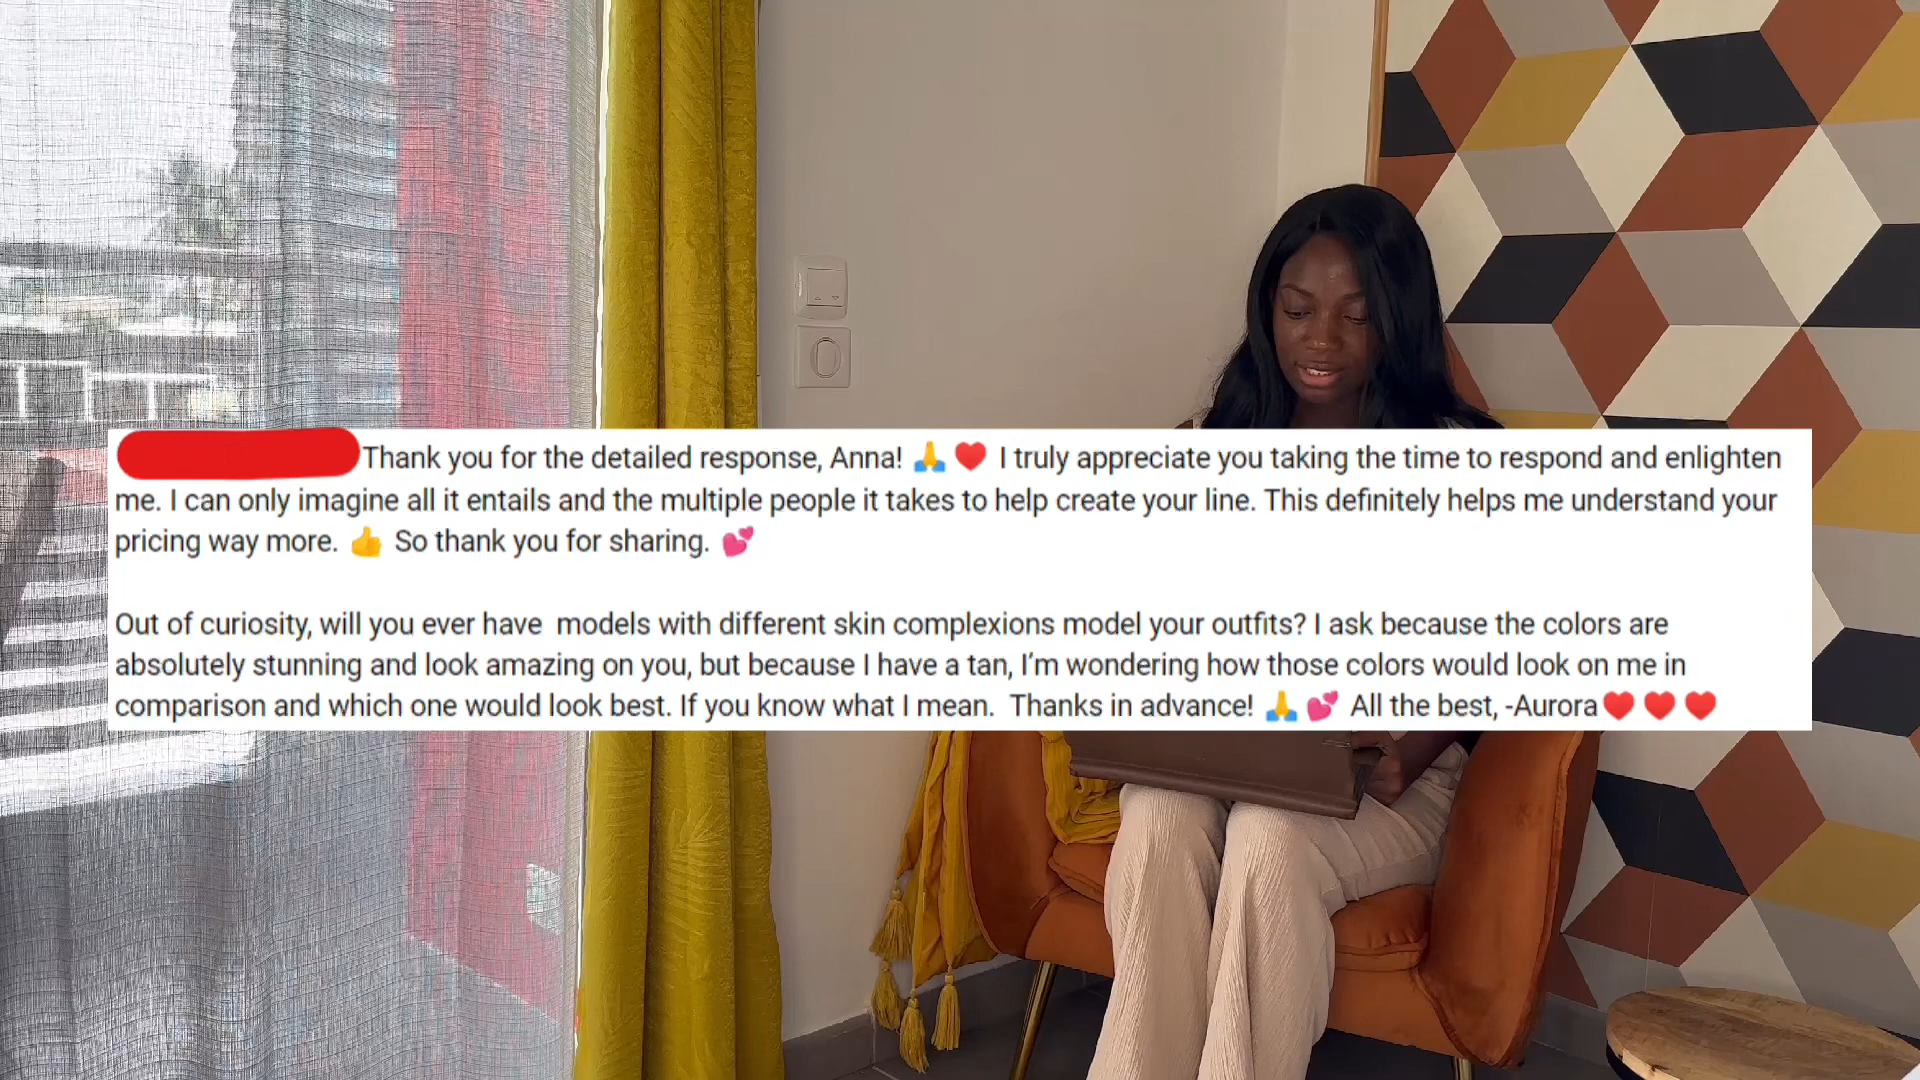 Thank you for the detailed response, Anna! 🙏❤️ I truly appreciate you taking the time to respond and enlighten
me. I can only imagine all it entails and the multiple people it takes to help create your line. This definitely helps me understand your
pricing way more. 👍 So thank you for sharing. 💕
Out of curiosity, will you ever have models with different skin complexions model your outfits? I ask because the colors are
absolutely stunning and look amazing on you, but because I have a tan, I'm wondering how those colors would look on me in
comparison and which one would look best. If you know what I mean. Thanks in advance! 🙏💕 All the best, -Aurora❤️❤️❤️